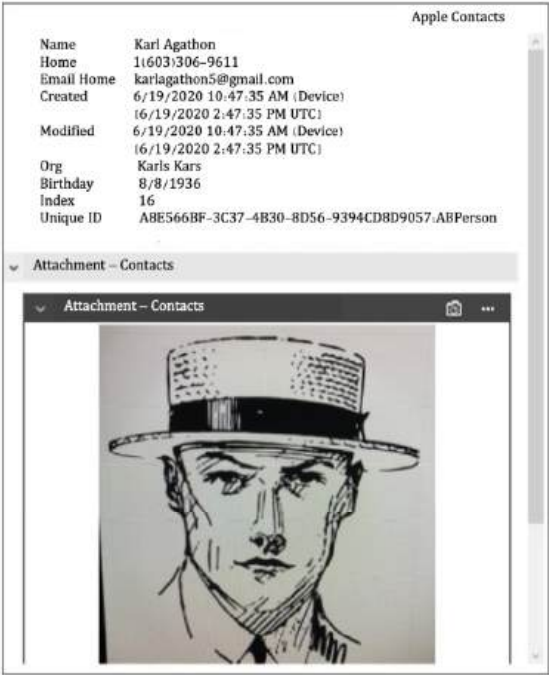 Apple Contacts
Name Karl Agathon
Home 1(603)306-9611
Email Home karlagathon5@gmail.com
Created 6/19/2020 10:47:35 AM (Device)
(6/19/2020 2:47:35 PM UTC)
Modified 6/19/2020 10:47:35 AM (Device)
(6/19/2020 2:47:35 PM UTC)
Org Karls Kars
Birthday 8/8/1936
Index 16
Unique ID A8E566BF-3C37-4B30-8D56-9394CD8D9057:ABPerson
Attachment – Contacts
Attachment – Contacts